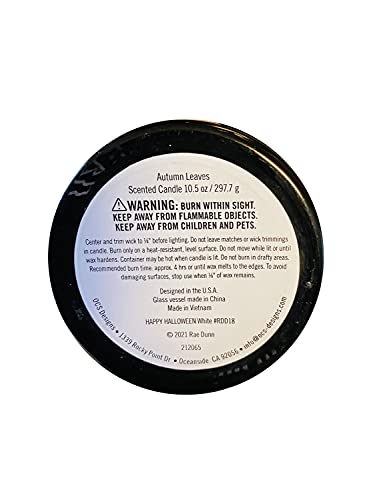 Autumn Leaves
Scented Candle 10.5 oz / 297.7 g
⚠WARNING: BURN WITHIN SIGHT.
KEEP AWAY FROM FLAMMABLE OBJECTS.
KEEP AWAY FROM CHILDREN AND PETS.
Center and trim wick to ¼" before lighting. Do not leave matches or wick trimmings
in candle. Burn only on a heat-resistant, level surface. Do not move while lit or until
wax hardens. Container may be hot when candle is lit. Do not burn in drafty areas.
Recommended burn time: approx. 4 hrs or until wax melts to the edges. To avoid
damaging surfaces, stop use when ¼" of wax remains.
Designed in the U.S.A.
Glass vessel made in China
Made in Vietnam
HAPPY HALLOWEEN White #RDD18
© 2021 Rae Dunn
212065
OCS Designs • 1339 Rocky Point Dr • Oceanside, CA 92056 • info@ocs-designs.com